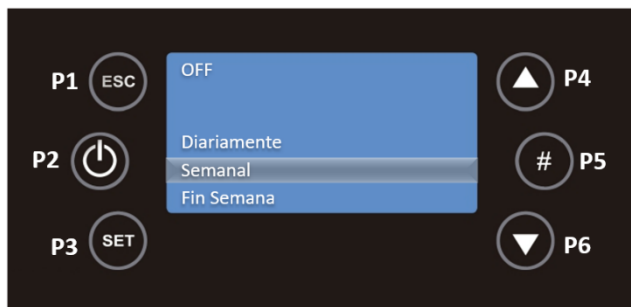 P1 ESC
OFF
P4
P2
Diariamente
Semanal
Fin Semana
# P5
P3 SET
P6